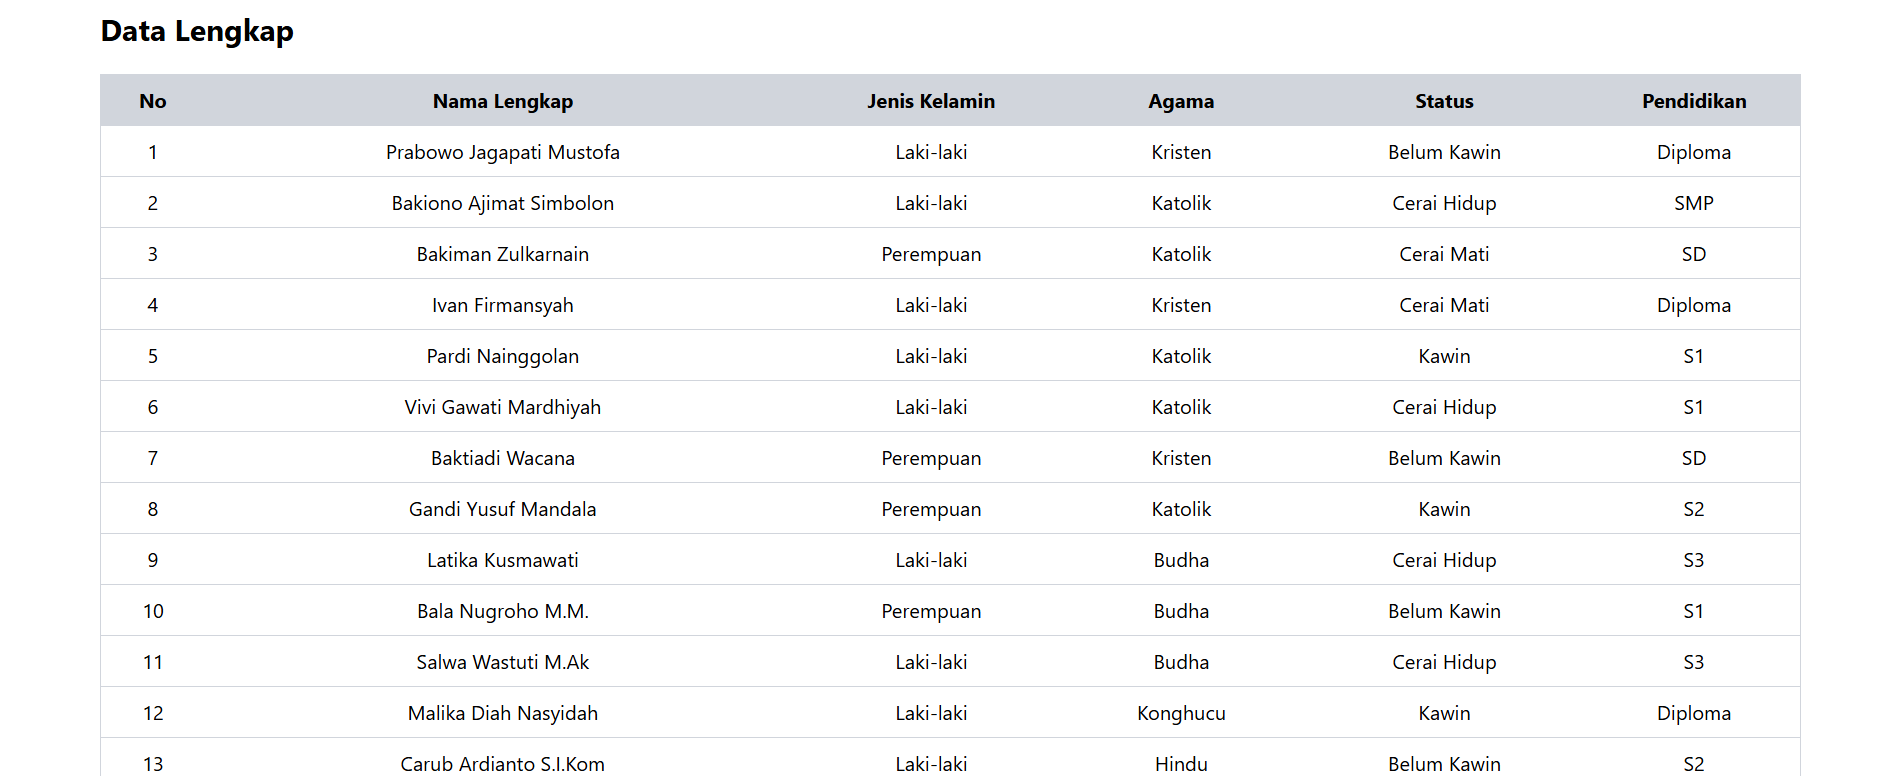 Data Lengkap
No Nama Lengkap Jenis Kelamin Agama Status Pendidikan
1 Prabowo Jagapati Mustofa Laki-laki Kristen Belum Kawin Diploma
2 Bakiono Ajimat Simbolon Laki-laki Katolik Cerai Hidup SMP
3 Bakiman Zulkarnain Perempuan Katolik Cerai Mati SD
4 Ivan Firmansyah Laki-laki Kristen Cerai Mati Diploma
5 Pardi Nainggolan Laki-laki Katolik Kawin S1
6 Vivi Gawati Mardhiyah Laki-laki Katolik Cerai Hidup S1
7 Baktiadi Wacana Perempuan Kristen Belum Kawin SD
8 Gandi Yusuf Mandala Perempuan Katolik Kawin S2
9 Latika Kusmawati Laki-laki Budha Cerai Hidup S3
10 Bala Nugroho M.M. Perempuan Budha Belum Kawin S1
11 Salwa Wastuti M.Ak Laki-laki Budha Cerai Hidup S3
12 Malika Diah Nasyidah Laki-laki Konghucu Kawin Diploma
13 Carub Ardianto S.I.Kom Laki-laki Hindu Belum Kawin S2